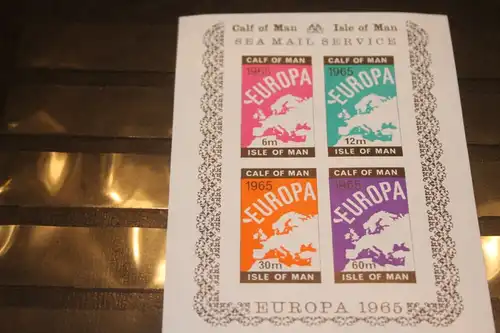 Calf of Man Isle of Man
SEA MAIL SERVICE
CALF OF MAN
1965
EUROPA
6m
ISLE OF MAN
CALF OF MAN
1965
EUROPA
12m
ISLE OF MAN
CALF OF MAN
1965
EUROPA
30m
ISLE OF MAN
CALF OF MAN
1965
EUROPA
60m
ISLE OF MAN
EUROPA 1965